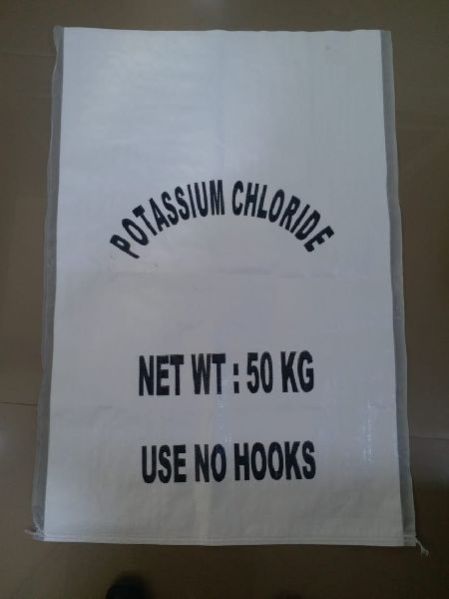 POTASSIUM CHLORIDE
NET WT : 50 KG
USE NO HOOKS